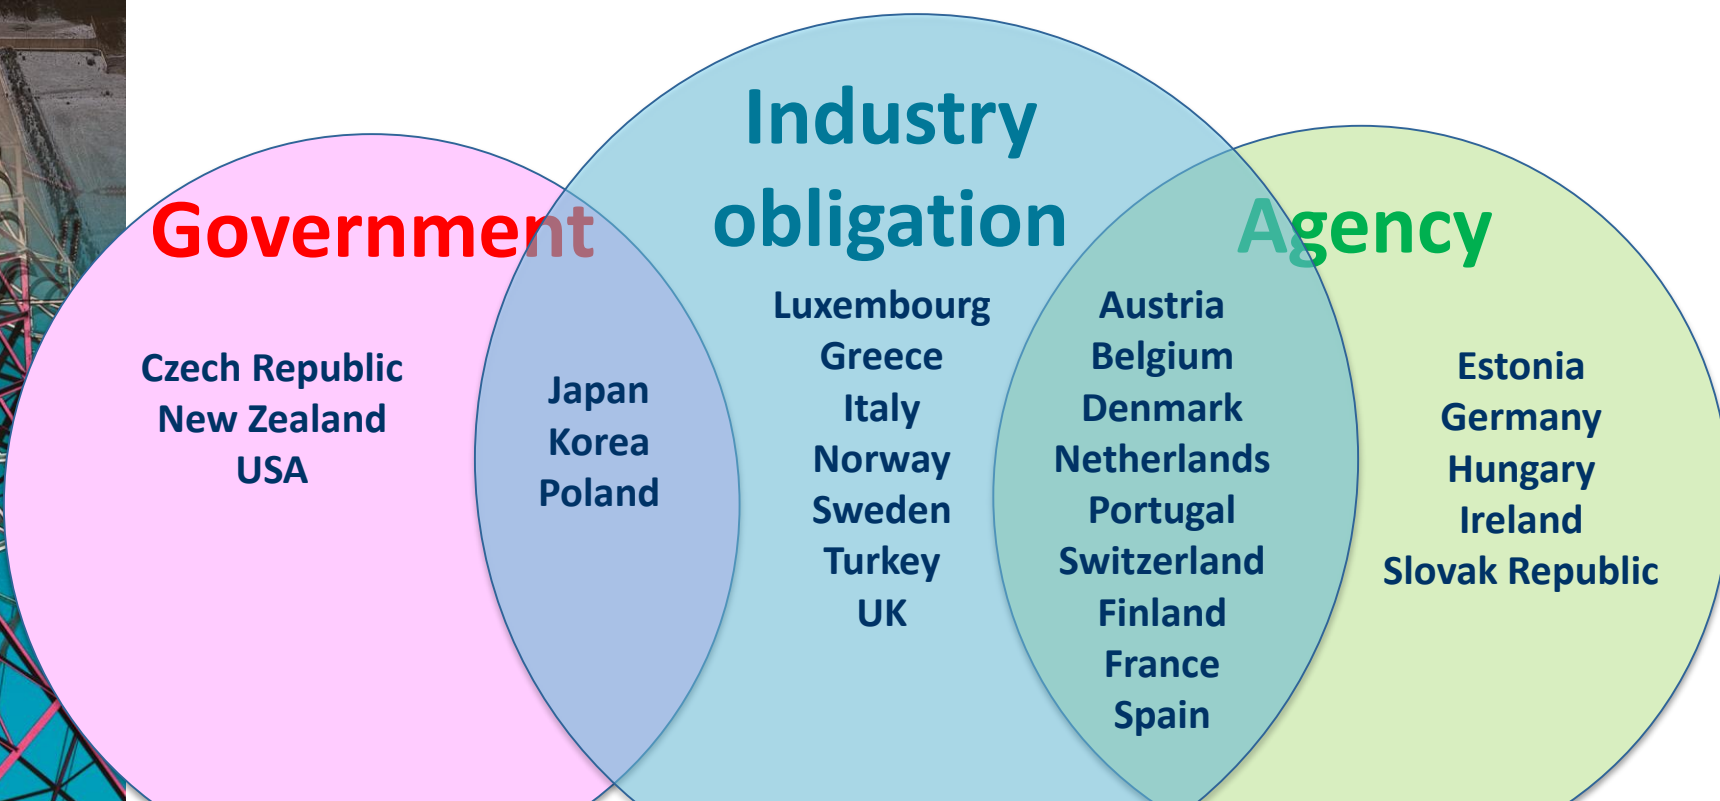 Industry
obligation
Government
Agency
Czech Republic
New Zealand
USA
Japan
Korea
Poland
Luxembourg
Greece
Italy
Norway
Sweden
Turkey
UK
Austria
Belgium
Denmark
Netherlands
Portugal
Switzerland
Finland
France
Spain
Estonia
Germany
Hungary
Ireland
Slovak Republic